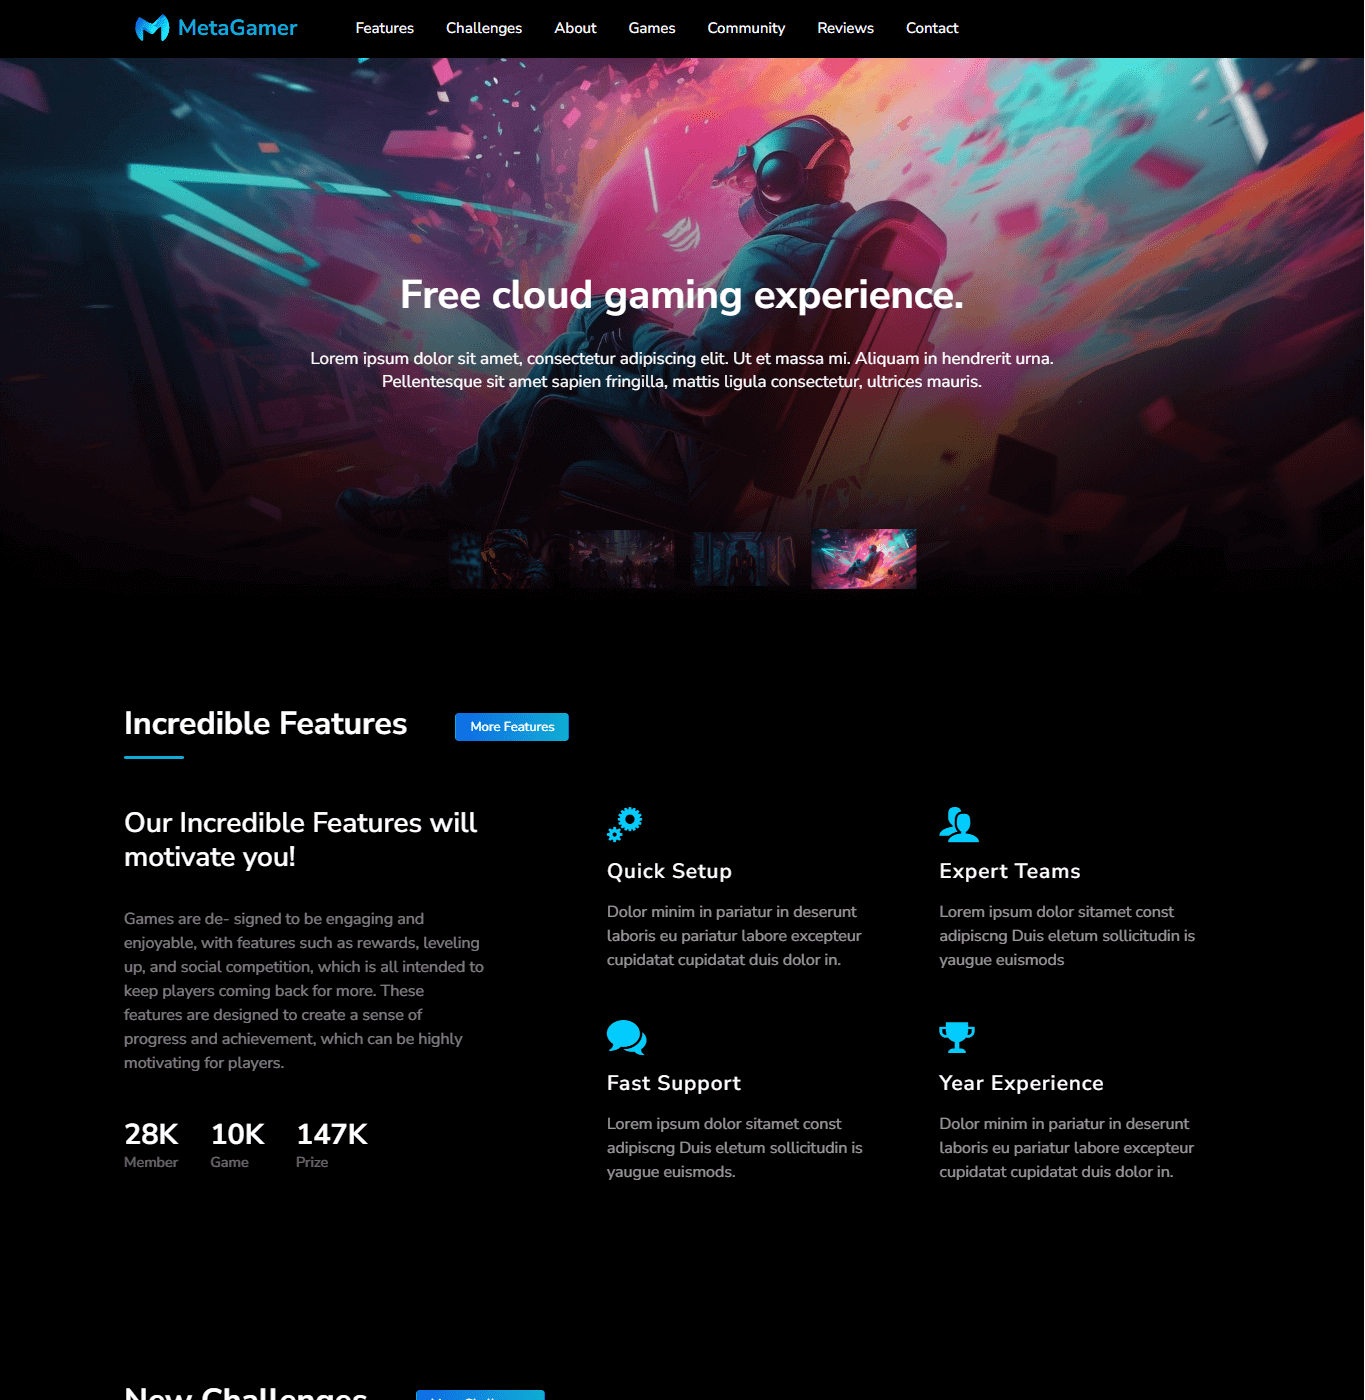 MetaGamer
Features Challenges About Games Community Reviews Contact
Free cloud gaming experience.
Lorem ipsum dolor sit amet, consectetur adipiscing elit. Ut et massa mi. Aliquam in hendrerit urna.
Pellentesque sit amet sapien fringilla, mattis ligula consectetur, ultrices mauris.
Incredible Features
More Features
Our Incredible Features will
motivate you!
Games are de- signed to be engaging and
enjoyable, with features such as rewards, leveling
up, and social competition, which is all intended to
keep players coming back for more. These
features are designed to create a sense of
progress and achievement, which can be highly
motivating for players.
28K 10K 147K
Member Game Prize
Quick Setup
Dolor minim in pariatur in deserunt
laboris eu pariatur labore excepteur
cupidatat cupidatat duis dolor in.
Expert Teams
Lorem ipsum dolor sitamet const
adipiscng Duis eletum sollicitudin is
yaugue euismods
Fast Support
Lorem ipsum dolor sitamet const
adipiscng Duis eletum sollicitudin is
yaugue euismods.
Year Experience
Dolor minim in pariatur in deserunt
laboris eu pariatur labore excepteur
cupidatat cupidatat duis dolor in.
New Challenges